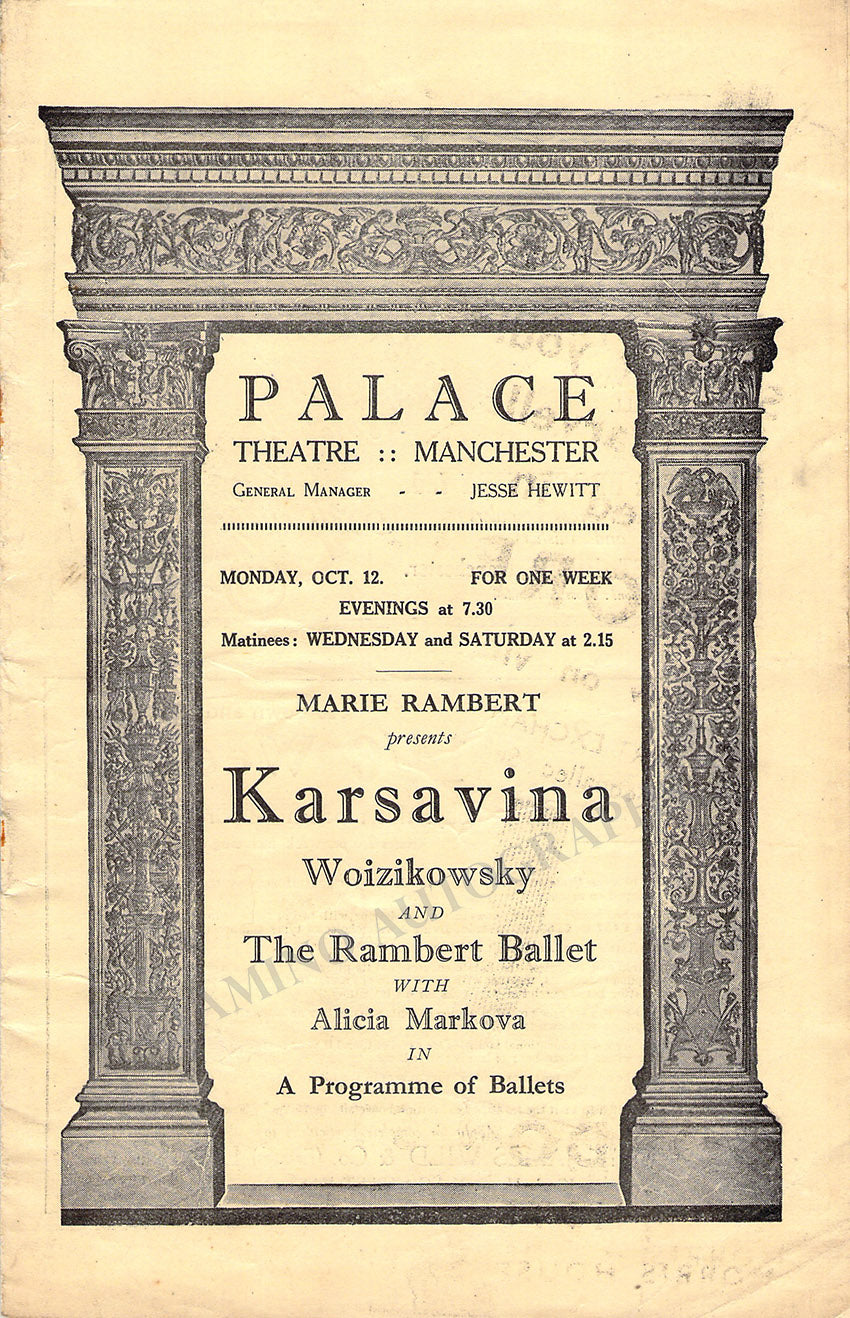 PALACE
THEATRE :: MANCHESTER
GENERAL MANAGER - - JESSE HEWITT
MONDAY, OCT. 12. FOR ONE WEEK
EVENINGS at 7.30
Matinees: WEDNESDAY and SATURDAY at 2.15
MARIE RAMBERT
presents
Karsavina
Woizikowsky
AND
The Rambert Ballet
WITH
Alicia Markova
IN
A Programme of Ballets